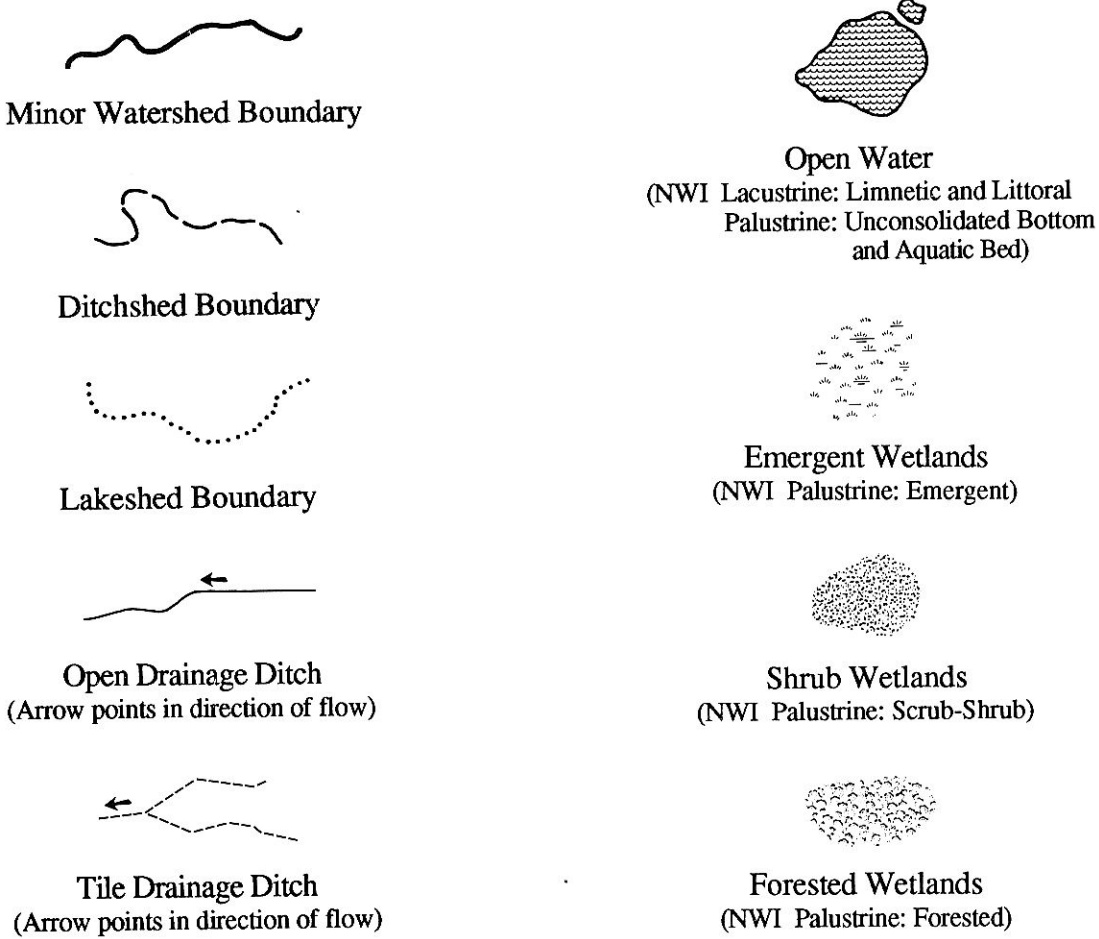 Minor Watershed Boundary
Ditchshed Boundary
Lakeshed Boundary
Open Drainage Ditch
(Arrow points in direction of flow)
Tile Drainage Ditch
(Arrow points in direction of flow)
Open Water
(NWI Lacustrine: Limnetic and Littoral
Palustrine: Unconsolidated Bottom
and Aquatic Bed)
Emergent Wetlands
(NWI Palustrine: Emergent)
Shrub Wetlands
(NWI Palustrine: Scrub-Shrub)
Forested Wetlands
(NWI Palustrine: Forested)